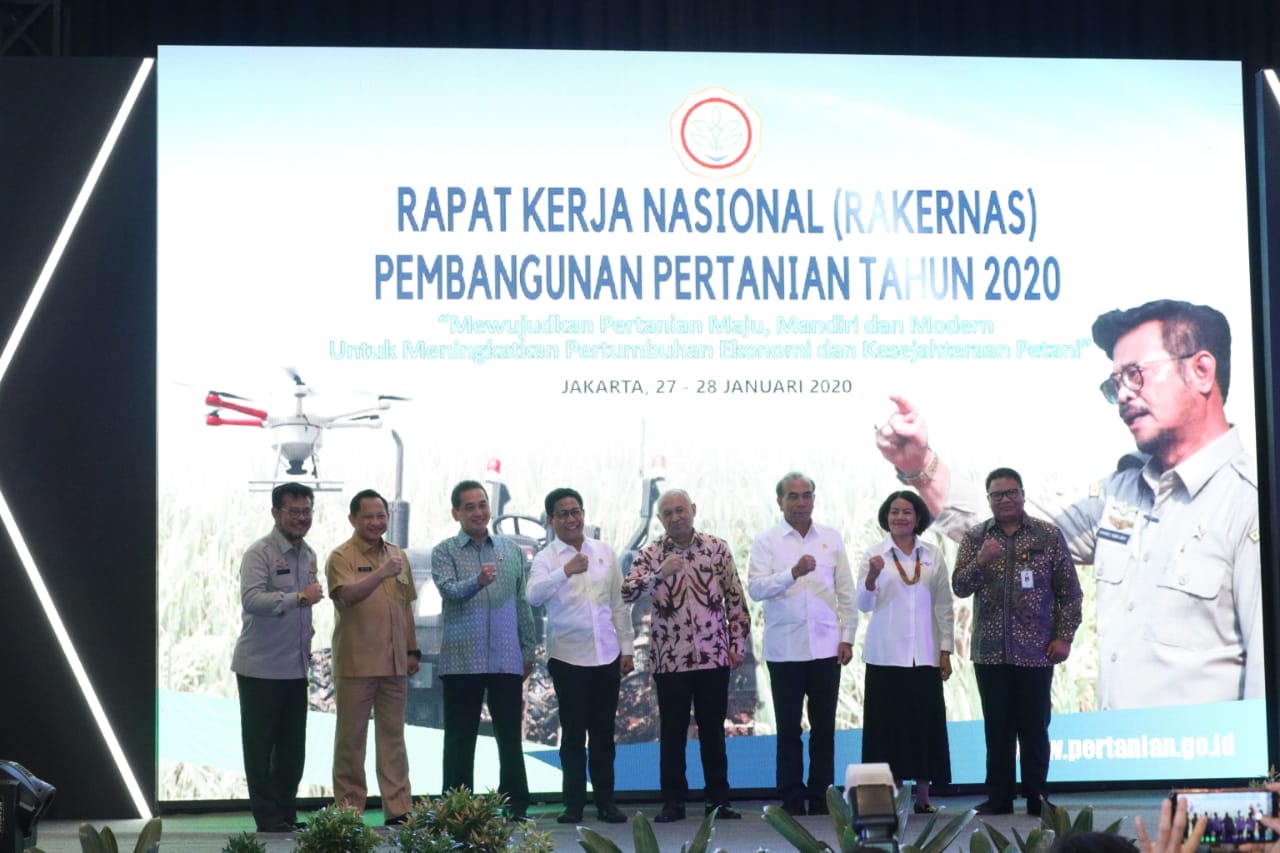 RAPAT KERJA NASIONAL (RAKERNAS)
PEMBANGUNAN PERTANIAN TAHUN 2020
“Mewujudkan Pertanian Maju, Mandiri dan Modern
Untuk Meningkatkan Pertumbuhan Ekonomi dan Kesejahteraan Petani”
JAKARTA, 27 - 28 JANUARI 2020
w.pertanian.go.id